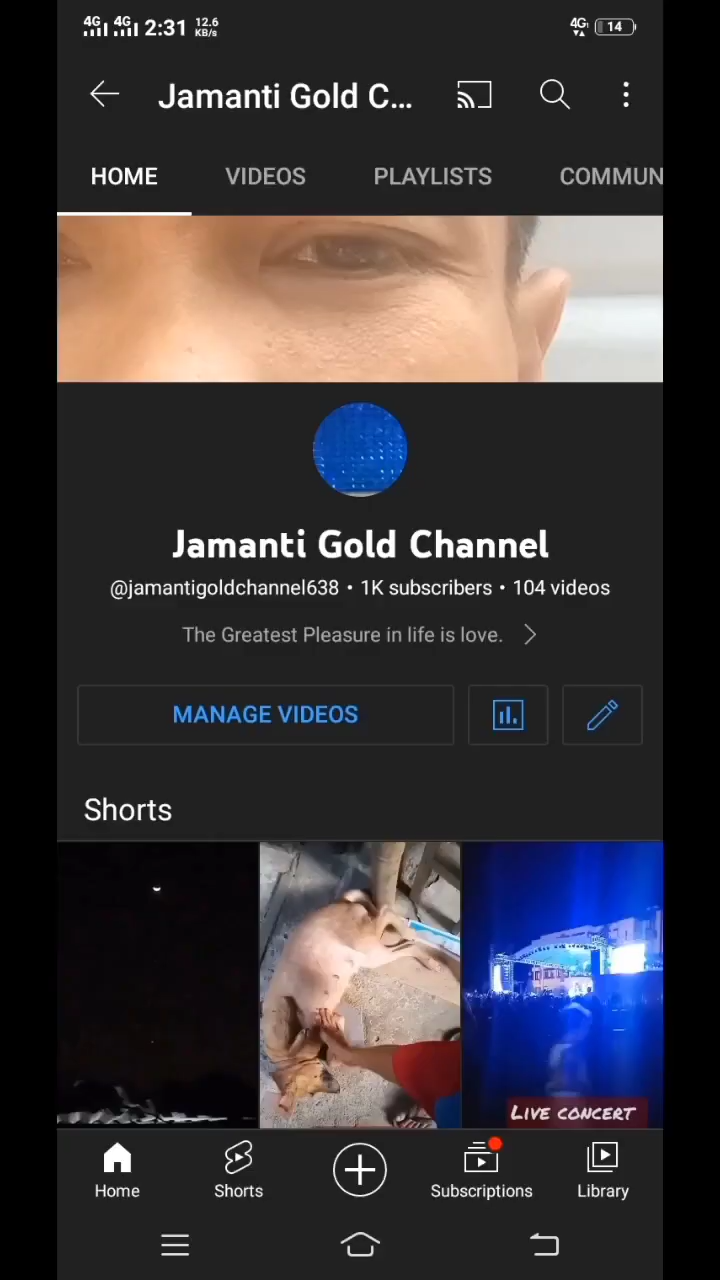 4G 4G 2:31 12.6 KB/s 4G 14
Jamanti Gold C...
HOME VIDEOS PLAYLISTS COMMUN
Jamanti Gold Channel
@jamantigoldchannel638 • 1K subscribers • 104 videos
The Greatest Pleasure in life is love.
MANAGE VIDEOS
Shorts
LIVE CONCERT
Home Shorts Subscriptions Library